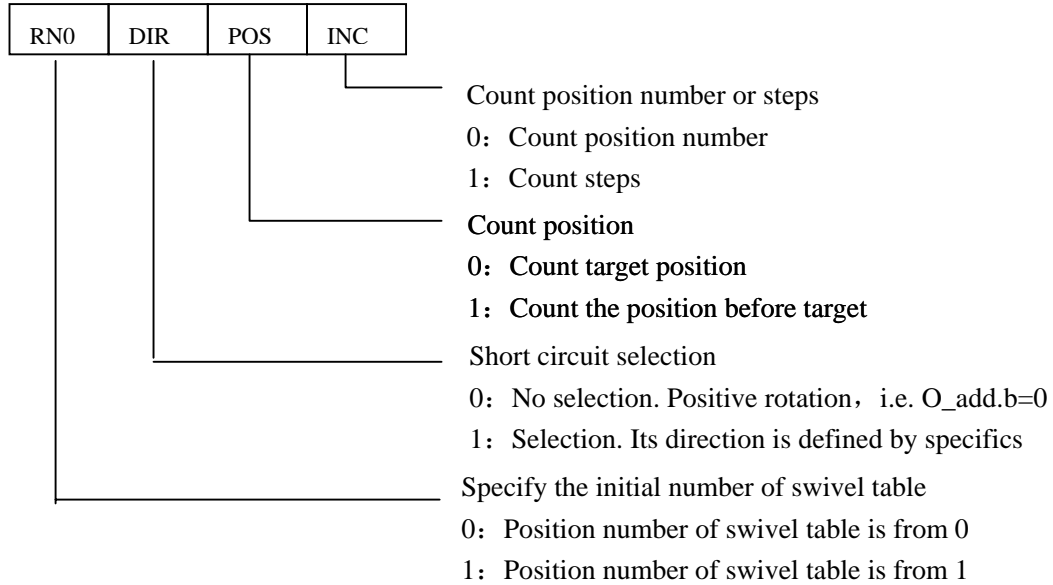 RN0 DIR POS INC
Count position number or steps
0：Count position number
1：Count steps
Count position
0：Count target position
1：Count the position before target
Short circuit selection
0：No selection. Positive rotation，i.e. O_add.b=0
1：Selection. Its direction is defined by specifics
Specify the initial number of swivel table
0：Position number of swivel table is from 0
1：Position number of swivel table is from 1